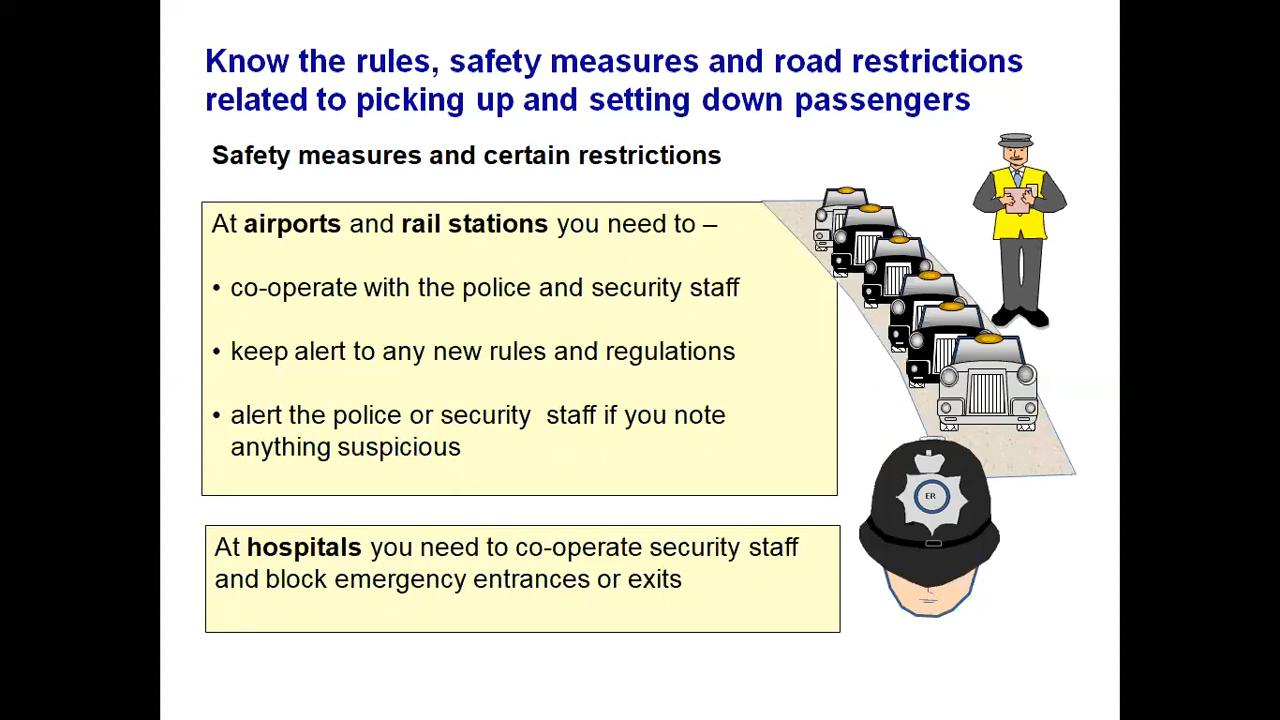 Know the rules, safety measures and road restrictions
related to picking up and setting down passengers
Safety measures and certain restrictions
At airports and rail stations you need to –
• co-operate with the police and security staff
• keep alert to any new rules and regulations
• alert the police or security staff if you note
anything suspicious
ER
At hospitals you need to co-operate security staff
and block emergency entrances or exits